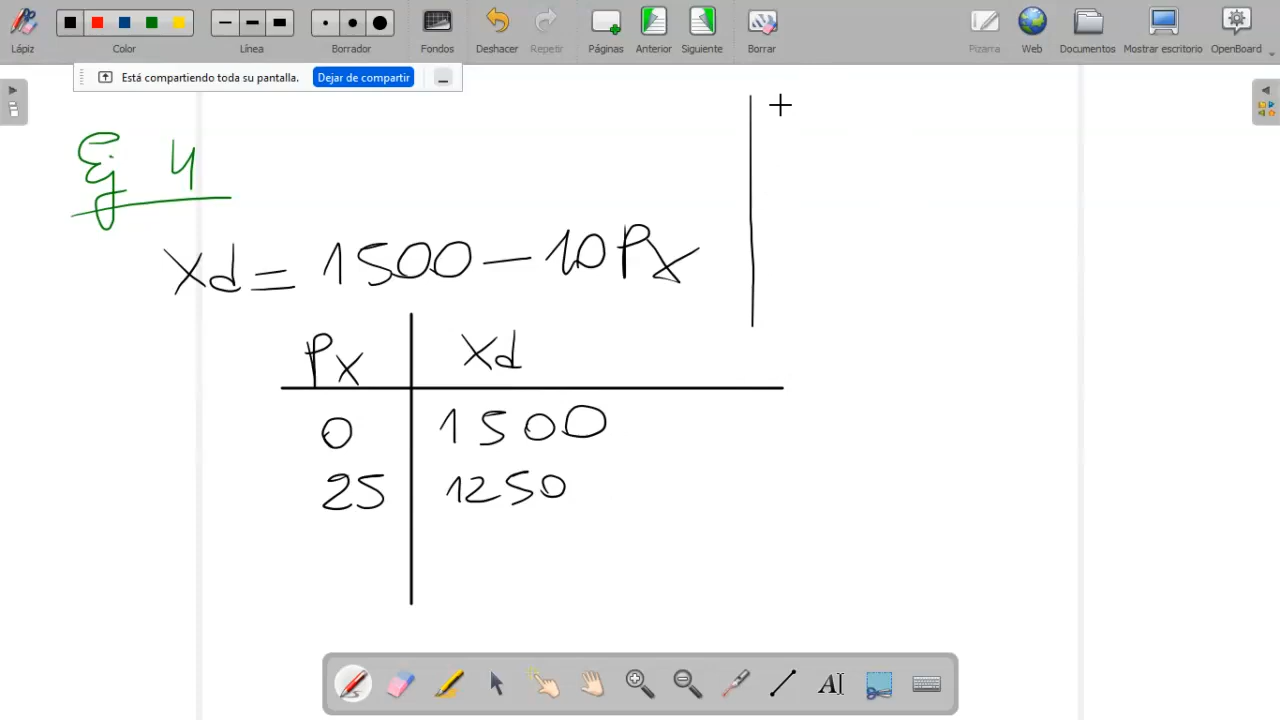 Lápiz Color Línea Borrador Fondos Deshacer Repetir Páginas Anterior Siguiente Borrar Pizarra Web Documentos Mostrar escritorio OpenBoard
Está compartiendo toda su pantalla. Dejar de compartir
Ej 4
Xd = 1500 - 10Px
Px Xd
0 1500
25 1250
AI